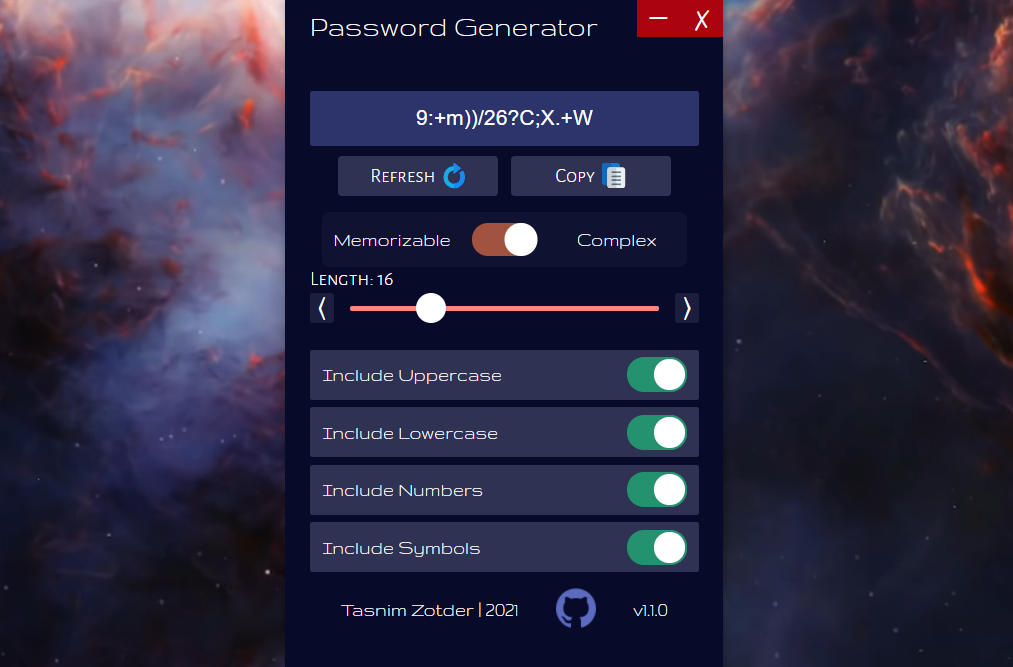 Password Generator
9:+m))/26?C;X.+W
Refresh
Copy
Memorizable Complex
Length: 16
Include Uppercase
Include Lowercase
Include Numbers
Include Symbols
Tasnim Zotder | 2021 v1.1.0